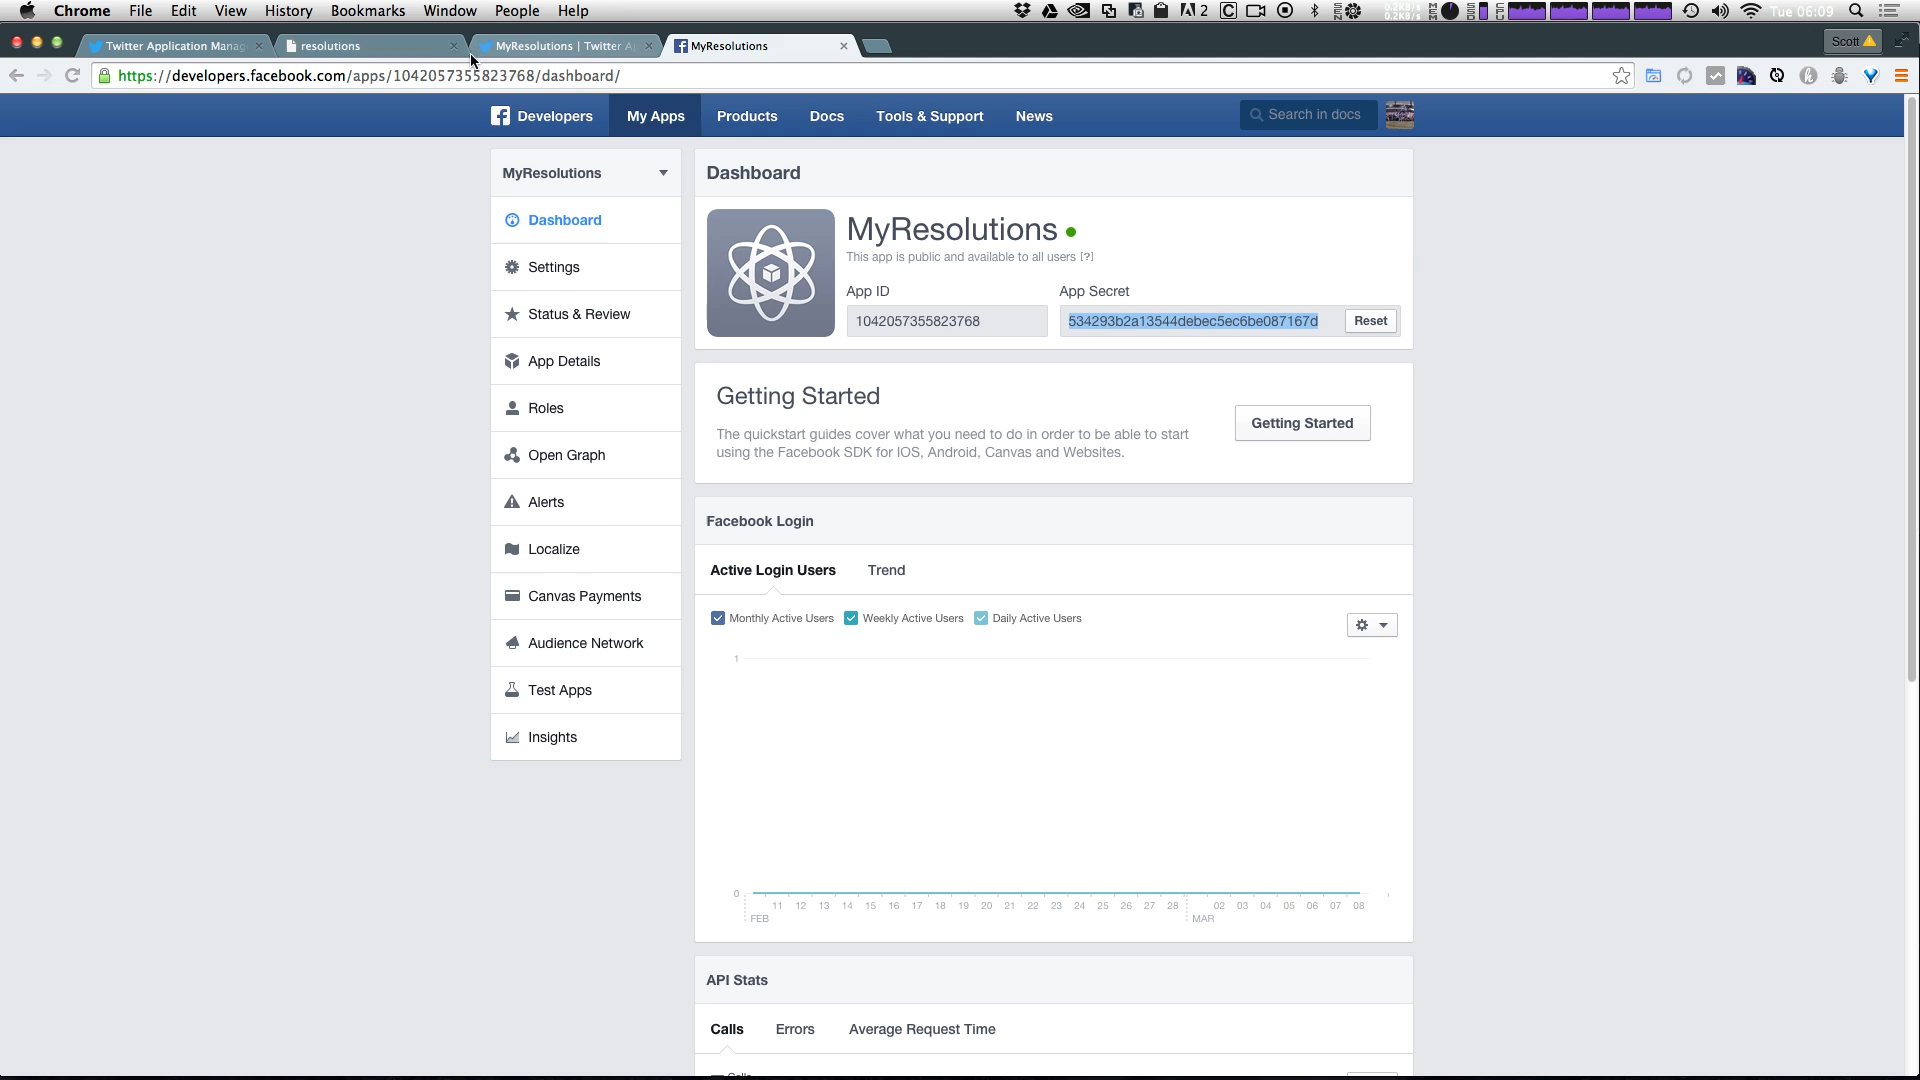 Chrome File Edit View History Bookmarks Window People Help
2
Tue 06:09
Twitter Application Manag
resolutions
MyResolutions | Twitter A
MyResolutions
Scott
https://developers.facebook.com/apps/1042057355823768/dashboard/
Developers
My Apps
Products
Docs
Tools & Support
News
Search in docs
MyResolutions
Dashboard
Settings
Status & Review
App Details
Roles
Open Graph
Alerts
Localize
Canvas Payments
Audience Network
Test Apps
Insights
Dashboard
MyResolutions
This app is public and available to all users [?]
App ID
App Secret
1042057355823768
534293b2a13544debec5ec6be087167d
Reset
Getting Started
The quickstart guides cover what you need to do in order to be able to start
using the Facebook SDK for iOS, Android, Canvas and Websites.
Getting Started
Facebook Login
Active Login Users
Trend
Monthly Active Users
Weekly Active Users
Daily Active Users
1
0
11 12 13 14 15 16 17 18 19 20 21 22 23 24 25 26 27 28 02 03 04 05 06 07 08
FEB MAR
API Stats
Calls
Errors
Average Request Time